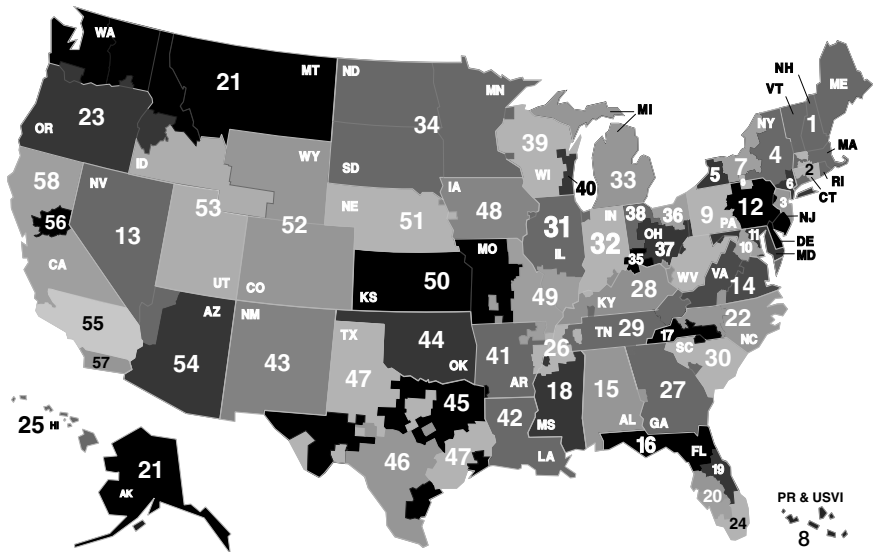 WA
21
MT
ND
MN
MI
NH
VT
ME
OR
23
34
NY
1
MA
ID
WY
SD
39
WI
40
33
5
7
4
2
RI
6
CT
58
NV
IA
48
NE
53
52
51
31
IL
IN
38
OH
36
9
12
PA
3
NJ
56
13
MO
32
35
37
11
10
DE
MD
CA
UT
CO
KS
50
49
KY
28
WV
VA
14
55
57
AZ
54
NM
43
TX
47
44
OK
41
AR
TN
29
26
17
22
NC
SC
30
45
42
LA
18
MS
15
AL
27
GA
25
HI
46
47
16
FL
19
20
24
21
AK
PR & USVI
8